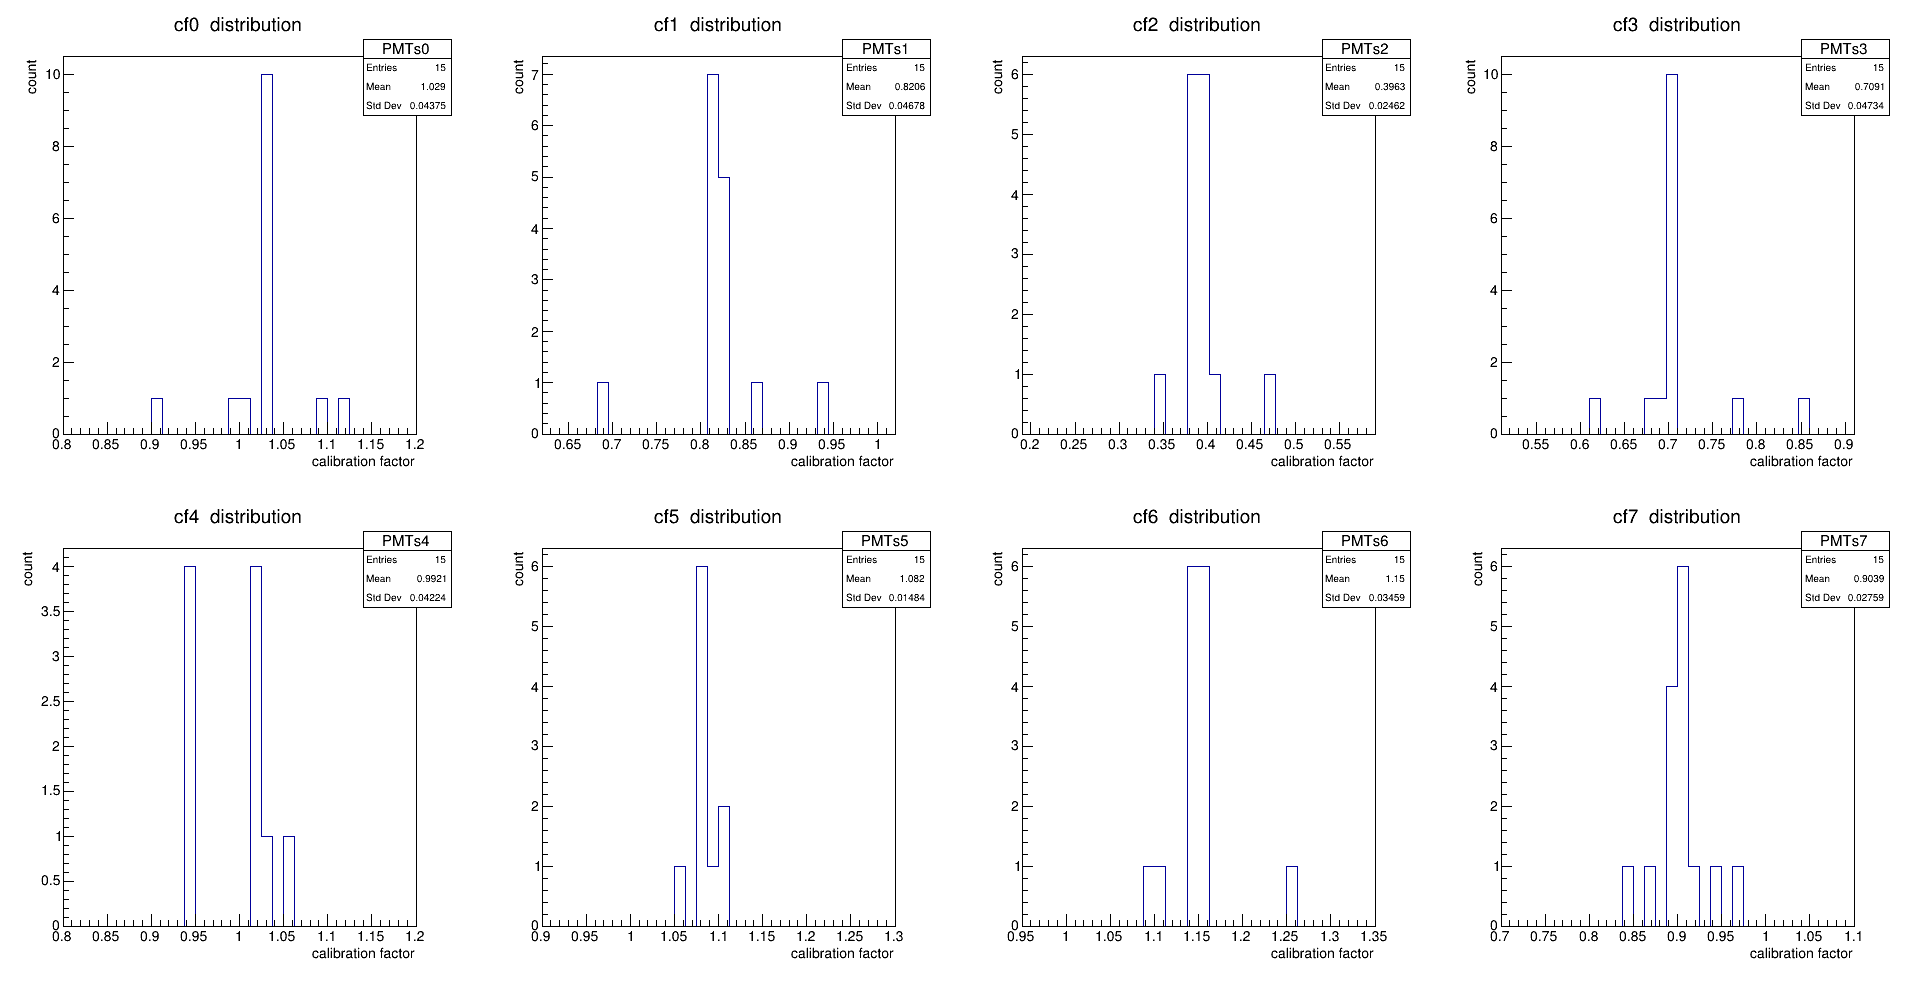 cf0 distribution
PMTs0
Entries 15
Mean 1.029
Std Dev 0.04375
count
10
8
6
4
2
0
0.8 0.85 0.9 0.95 1 1.05 1.1 1.15 1.2
calibration factor
cf1 distribution
PMTs1
Entries 15
Mean 0.8206
Std Dev 0.04678
count
7
6
5
4
3
2
1
0
0.65 0.7 0.75 0.8 0.85 0.9 0.95 1
calibration factor
cf2 distribution
PMTs2
Entries 15
Mean 0.3963
Std Dev 0.02462
count
6
5
4
3
2
1
0
0.2 0.25 0.3 0.35 0.4 0.45 0.5 0.55
calibration factor
cf3 distribution
PMTs3
Entries 15
Mean 0.7091
Std Dev 0.04734
count
10
8
6
4
2
0
0.55 0.6 0.65 0.7 0.75 0.8 0.85 0.9
calibration factor
cf4 distribution
PMTs4
Entries 15
Mean 0.9921
Std Dev 0.04224
count
4
3.5
3
2.5
2
1.5
1
0.5
0
0.8 0.85 0.9 0.95 1 1.05 1.1 1.15 1.2
calibration factor
cf5 distribution
PMTs5
Entries 15
Mean 1.082
Std Dev 0.01484
count
6
5
4
3
2
1
0
0.9 0.95 1 1.05 1.1 1.15 1.2 1.25 1.3
calibration factor
cf6 distribution
PMTs6
Entries 15
Mean 1.15
Std Dev 0.03459
count
6
5
4
3
2
1
0
0.95 1 1.05 1.1 1.15 1.2 1.25 1.3 1.35
calibration factor
cf7 distribution
PMTs7
Entries 15
Mean 0.9039
Std Dev 0.02759
count
6
5
4
3
2
1
0
0.7 0.75 0.8 0.85 0.9 0.95 1 1.05 1.1
calibration factor